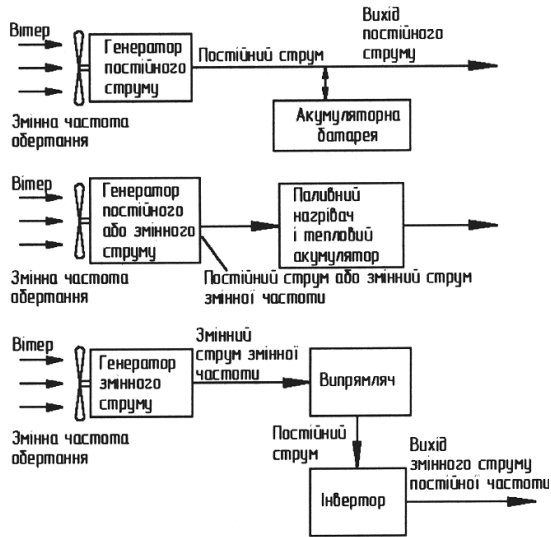 Вітер
Генератор
постійного
струму
Постійний струм
Вихід
постійного
струму
Акумуляторна
батарея
Змінна частота
обертання
Вітер
Генератор
постійного
або змінного
струму
Паливний
нагрівач
і тепловий
акумулятор
Змінна частота
обертання
Постійний струм або змінний струм
змінної частоти
Вітер
Генератор
змінного
струму
Змінний
струм змінної
частоти
Випрямляч
Змінна частота
обертання
Постійний
струм
Інвертор
Вихід
змінного струму
постійної частоти